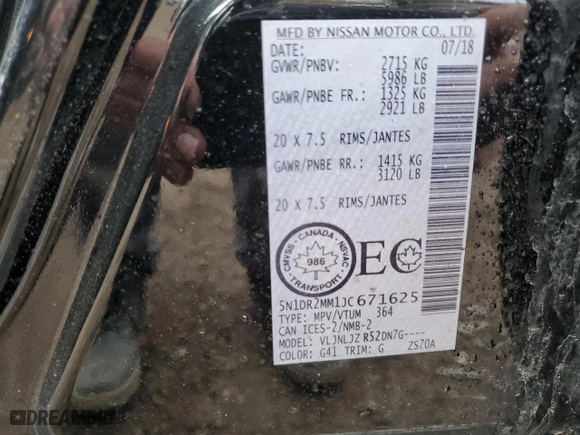 MFD BY NISSAN MOTOR CO., LTD.
DATE: 07/18
GVWR/PNBV: 2715 KG
5986 LB
GAWR/PNBE FR.: 1325 KG
2921 LB
20 X 7.5 RIMS/JANTES
GAWR/PNBE RR.: 1415 KG
3120 LB
20 X 7.5 RIMS/JANTES
CMVSS · CANADA · NSVAC · TRANSPORT ·
986
EC
5N1DR2MM1JC671625
TYPE: MPV/VTUM 364
CAN ICES-2/NMB-2
MODEL: VLJNLJZ R52DN7G----
COLOR: G41 TRIM: G ZS70A
© DREAMBID